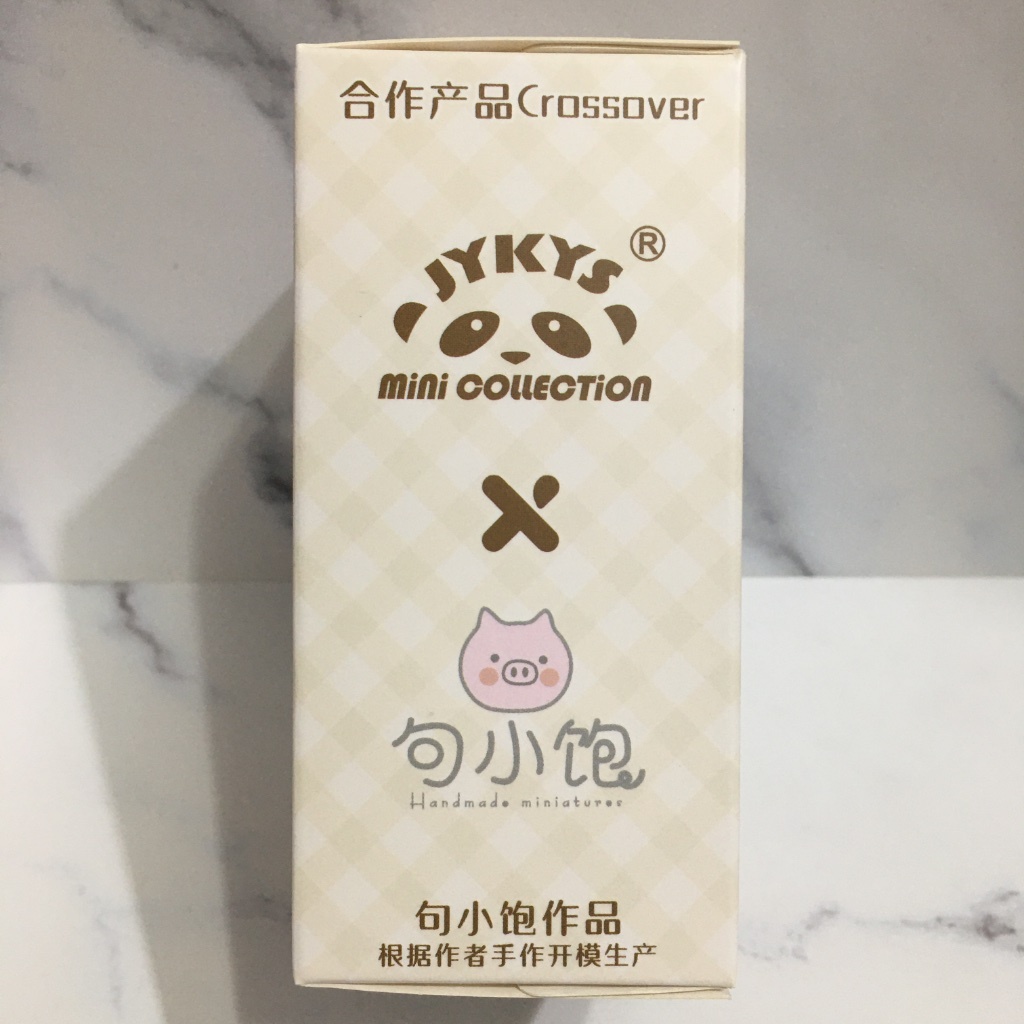 合作产品Crossover
JYKYS®
MiNi COLLECTiON
X
句小饱
Handmade miniatures
句小饱作品
根据作者手作开模生产